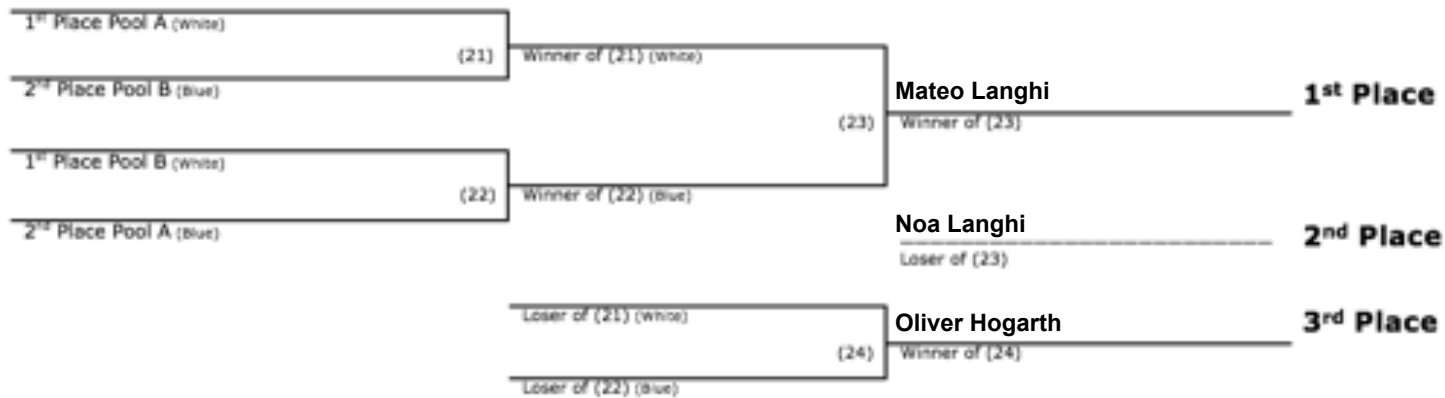 1st Place Pool A (White)
(21)
2nd Place Pool B (Blue)
Winner of (21) (White)
1st Place Pool B (White)
(22)
2nd Place Pool A (Blue)
Winner of (22) (Blue)
(23)
Mateo Langhi
Winner of (23)
1st Place
Noa Langhi
Loser of (23)
2nd Place
Loser of (21) (White)
(24)
Loser of (22) (Blue)
Oliver Hogarth
Winner of (24)
3rd Place